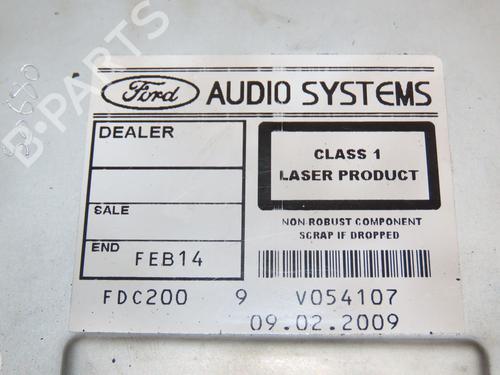 Ford AUDIO SYSTEMS
DEALER
SALE
END FEB14
CLASS 1
LASER PRODUCT
NON-ROBUST COMPONENT
SCRAP IF DROPPED
FDC200 9 V054107
09.02.2009